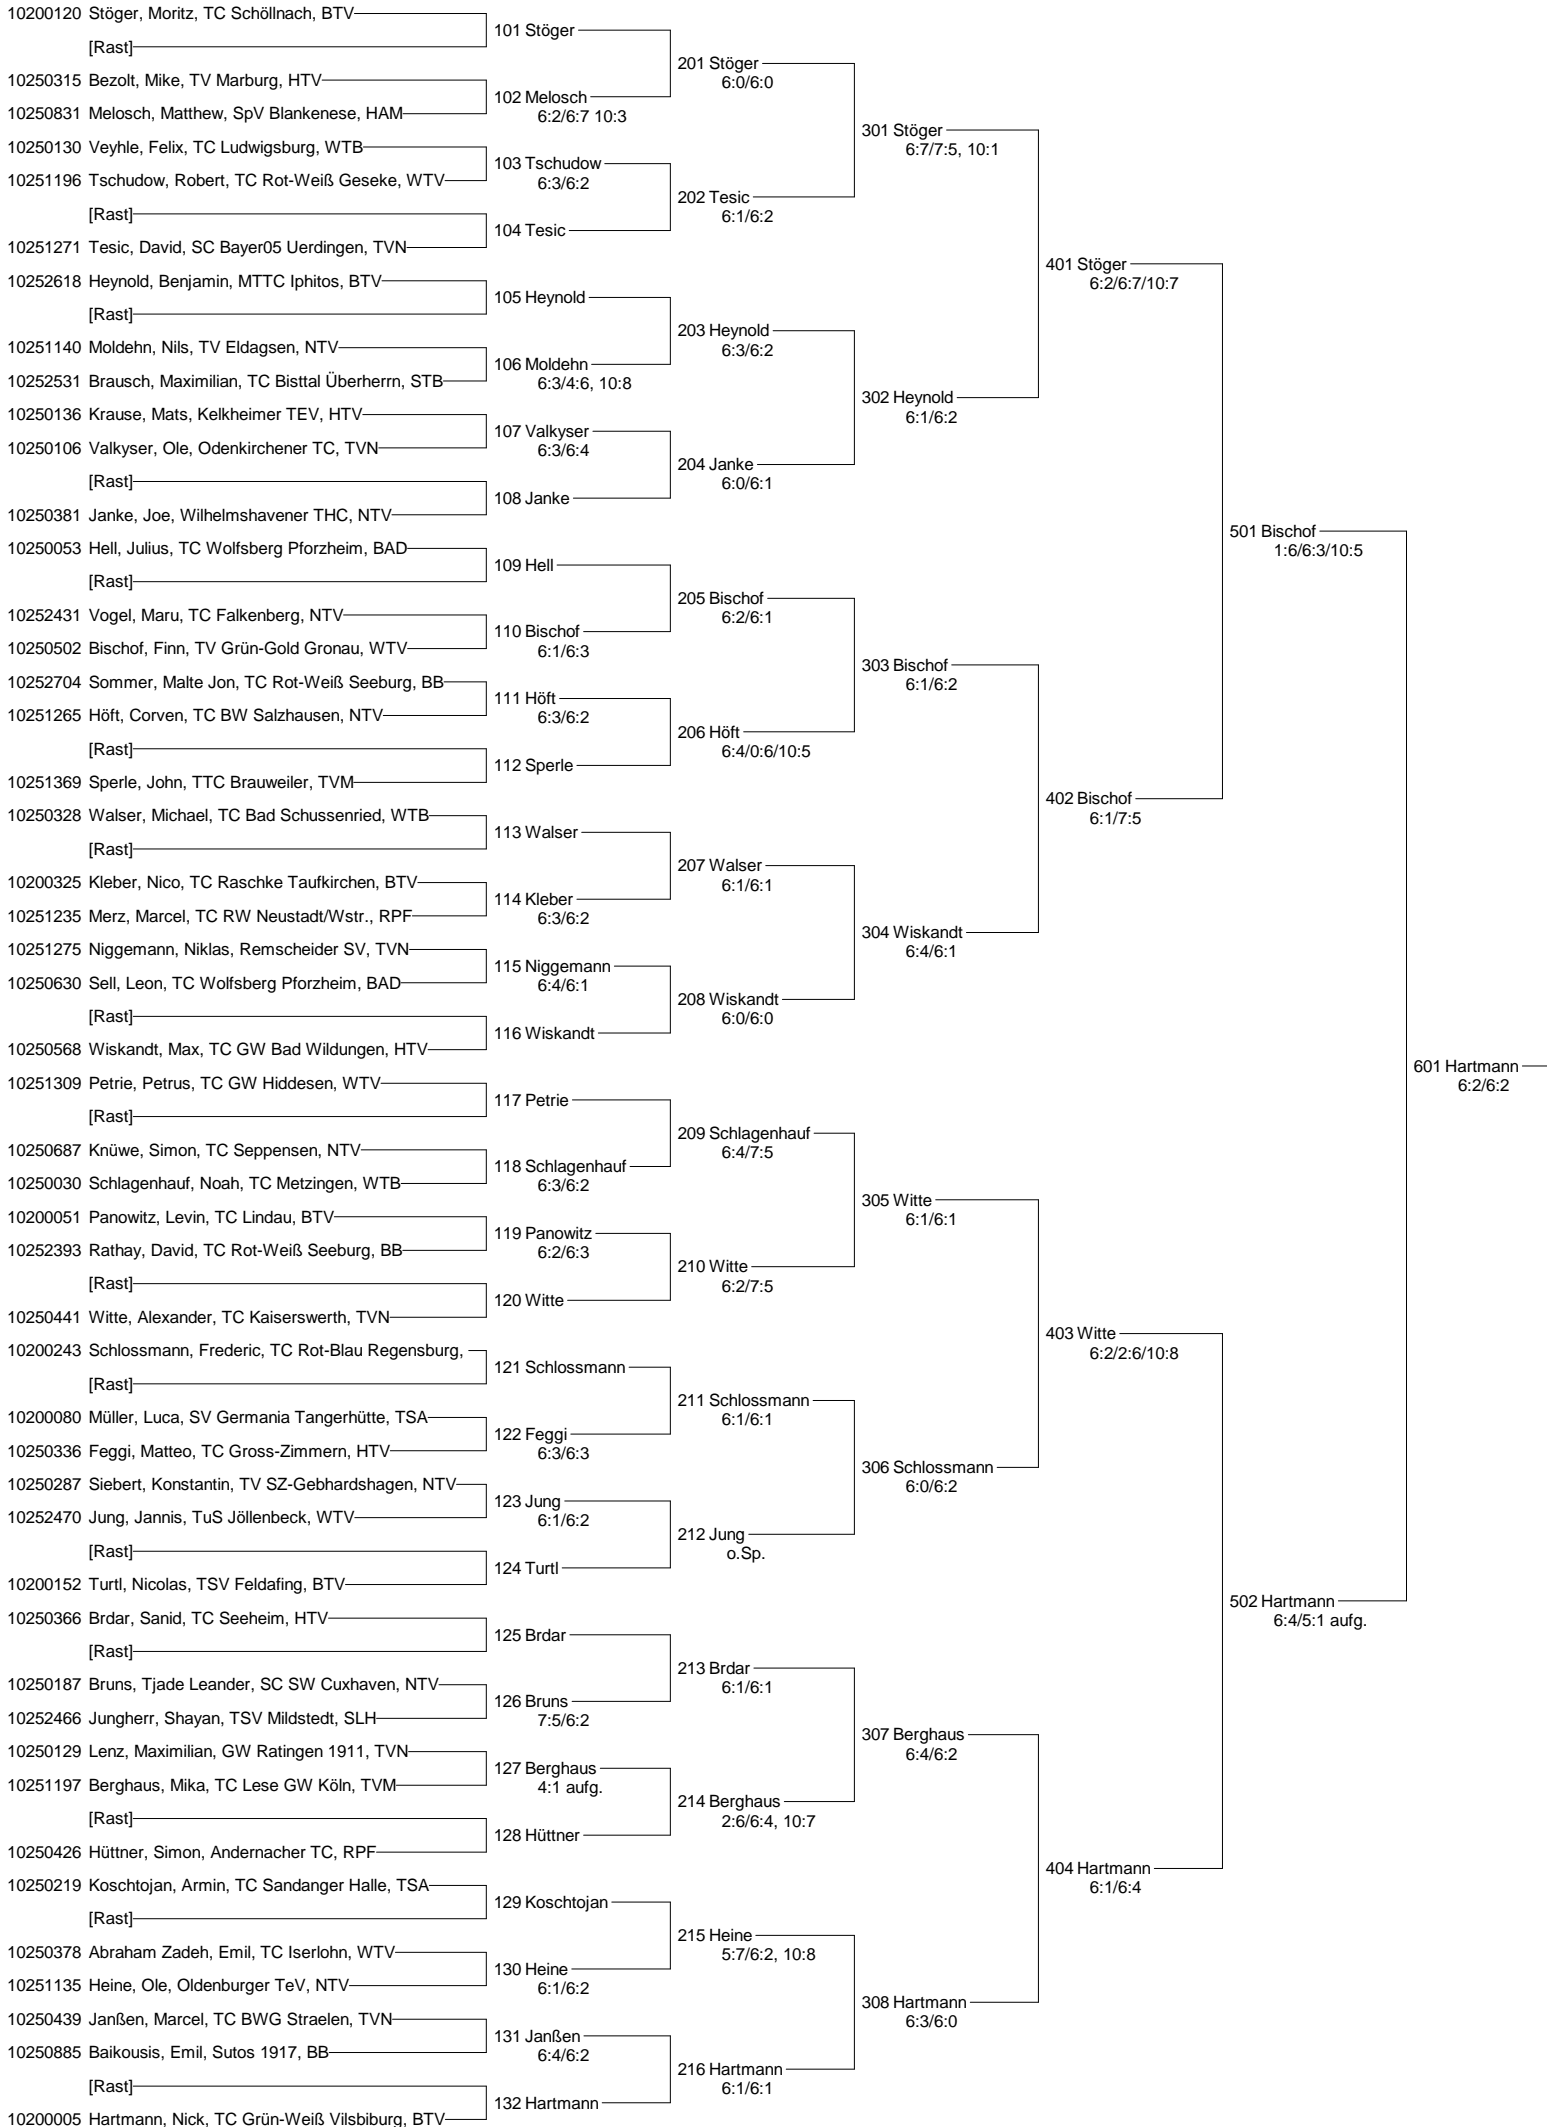 10200120 Stöger, Moritz, TC Schöllnach, BTV
[Rast]
10250315 Bezolt, Mike, TV Marburg, HTV
10250831 Melosch, Matthew, SpV Blankenese, HAM
10250130 Veyhle, Felix, TC Ludwigsburg, WTB
10251196 Tschudow, Robert, TC Rot-Weiß Geseke, WTV
[Rast]
10251271 Tesic, David, SC Bayer05 Uerdingen, TVN
10252618 Heynold, Benjamin, MTTC Iphitos, BTV
[Rast]
10251140 Moldehn, Nils, TV Eldagsen, NTV
10252531 Brausch, Maximilian, TC Bisttal Überherrn, STB
10250136 Krause, Mats, Kelkheimer TEV, HTV
10250106 Valkyser, Ole, Odenkirchener TC, TVN
[Rast]
10250381 Janke, Joe, Wilhelmshavener THC, NTV
10250053 Hell, Julius, TC Wolfsberg Pforzheim, BAD
[Rast]
10252431 Vogel, Maru, TC Falkenberg, NTV
10250502 Bischof, Finn, TV Grün-Gold Gronau, WTV
10252704 Sommer, Malte Jon, TC Rot-Weiß Seeburg, BB
10251265 Höft, Corven, TC BW Salzhausen, NTV
[Rast]
10251369 Sperle, John, TTC Brauweiler, TVM
10250328 Walser, Michael, TC Bad Schussenried, WTB
[Rast]
10200325 Kleber, Nico, TC Raschke Taufkirchen, BTV
10251235 Merz, Marcel, TC RW Neustadt/Wstr., RPF
10251275 Niggemann, Niklas, Remscheider SV, TVN
10250630 Sell, Leon, TC Wolfsberg Pforzheim, BAD
[Rast]
10250568 Wiskandt, Max, TC GW Bad Wildungen, HTV
10251309 Petrie, Petrus, TC GW Hiddesen, WTV
[Rast]
10250687 Knüwe, Simon, TC Seppensen, NTV
10250030 Schlagenhauf, Noah, TC Metzingen, WTB
10200051 Panowitz, Levin, TC Lindau, BTV
10252393 Rathay, David, TC Rot-Weiß Seeburg, BB
[Rast]
10250441 Witte, Alexander, TC Kaiserswerth, TVN
10200243 Schlossmann, Frederic, TC Rot-Blau Regensburg,
[Rast]
10200080 Müller, Luca, SV Germania Tangerhütte, TSA
10250336 Feggi, Matteo, TC Gross-Zimmern, HTV
10250287 Siebert, Konstantin, TV SZ-Gebhardshagen, NTV
10252470 Jung, Jannis, TuS Jöllenbeck, WTV
[Rast]
10200152 Turtl, Nicolas, TSV Feldafing, BTV
10250366 Brdar, Sanid, TC Seeheim, HTV
[Rast]
10250187 Bruns, Tjade Leander, SC SW Cuxhaven, NTV
10252466 Jungherr, Shayan, TSV Mildstedt, SLH
10250129 Lenz, Maximilian, GW Ratingen 1911, TVN
10251197 Berghaus, Mika, TC Lese GW Köln, TVM
[Rast]
10250426 Hüttner, Simon, Andernacher TC, RPF
10250219 Koschtojan, Armin, TC Sandanger Halle, TSA
[Rast]
10250378 Abraham Zadeh, Emil, TC Iserlohn, WTV
10251135 Heine, Ole, Oldenburger TeV, NTV
10250439 Janßen, Marcel, TC BWG Straelen, TVN
10250885 Baikousis, Emil, Sutos 1917, BB
[Rast]
10200005 Hartmann, Nick, TC Grün-Weiß Vilsbiburg, BTV
101 Stöger
102 Melosch
6:2/6:7 10:3
103 Tschudow
6:3/6:2
104 Tesic
105 Heynold
106 Moldehn
6:3/4:6, 10:8
107 Valkyser
6:3/6:4
108 Janke
109 Hell
110 Bischof
6:1/6:3
111 Höft
6:3/6:2
112 Sperle
113 Walser
114 Kleber
6:3/6:2
115 Niggemann
6:4/6:1
116 Wiskandt
117 Petrie
118 Schlagenhauf
6:3/6:2
119 Panowitz
6:2/6:3
120 Witte
121 Schlossmann
122 Feggi
6:3/6:3
123 Jung
6:1/6:2
124 Turtl
125 Brdar
126 Bruns
7:5/6:2
127 Berghaus
4:1 aufg.
128 Hüttner
129 Koschtojan
130 Heine
6:1/6:2
131 Janßen
6:4/6:2
132 Hartmann
201 Stöger
6:0/6:0
202 Tesic
6:1/6:2
203 Heynold
6:3/6:2
204 Janke
6:0/6:1
205 Bischof
6:2/6:1
206 Höft
6:4/0:6/10:5
207 Walser
6:1/6:1
208 Wiskandt
6:0/6:0
209 Schlagenhauf
6:4/7:5
210 Witte
6:2/7:5
211 Schlossmann
6:1/6:1
212 Jung
o.Sp.
213 Brdar
6:1/6:1
214 Berghaus
2:6/6:4, 10:7
215 Heine
5:7/6:2, 10:8
216 Hartmann
6:1/6:1
301 Stöger
6:7/7:5, 10:1
302 Heynold
6:1/6:2
303 Bischof
6:1/6:2
304 Wiskandt
6:4/6:1
305 Witte
6:1/6:1
306 Schlossmann
6:0/6:2
307 Berghaus
6:4/6:2
308 Hartmann
6:3/6:0
401 Stöger
6:2/6:7/10:7
402 Bischof
6:1/7:5
403 Witte
6:2/2:6/10:8
404 Hartmann
6:1/6:4
501 Bischof
1:6/6:3/10:5
502 Hartmann
6:4/5:1 aufg.
601 Hartmann
6:2/6:2